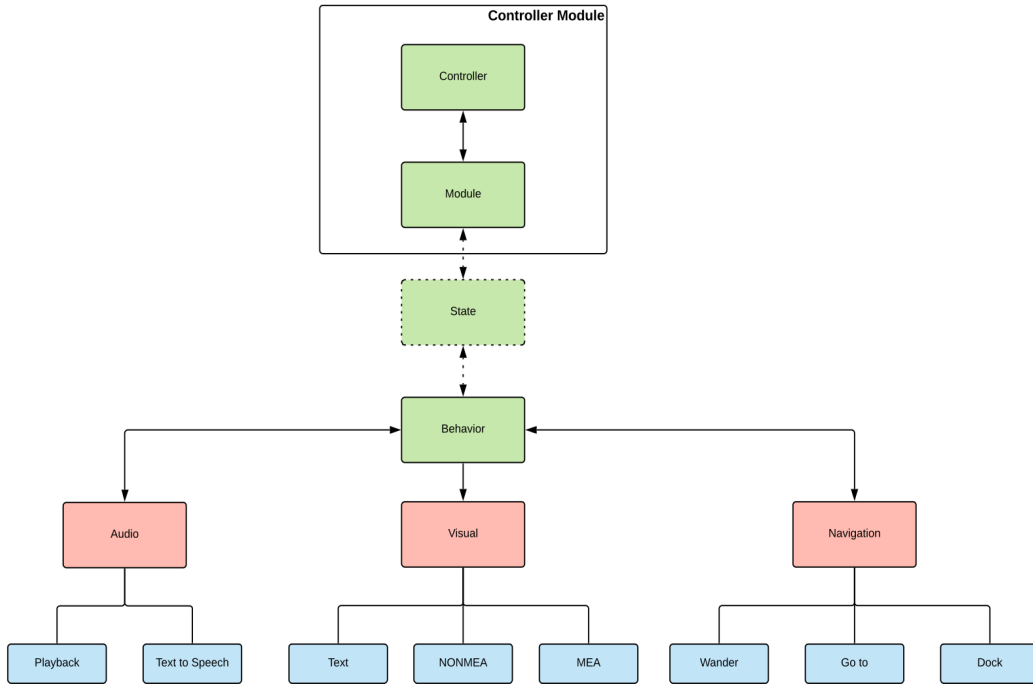 Controller Module
Controller
Module
State
Behavior
Audio
Visual
Navigation
Playback
Text to Speech
Text
NONMEA
MEA
Wander
Go to
Dock